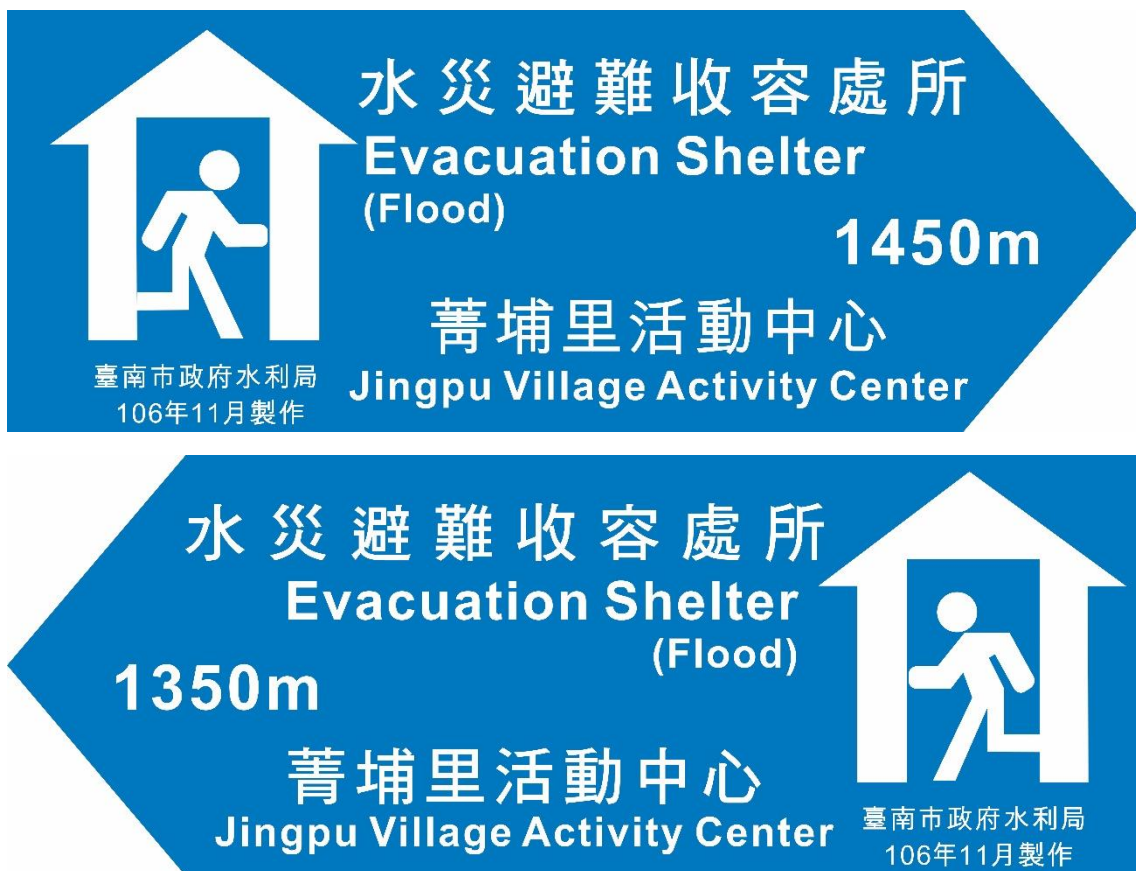 水災避難收容處所
Evacuation Shelter
(Flood)
1450m
菁埔里活動中心
Jingpu Village Activity Center
臺南市政府水利局
106年11月製作
水災避難收容處所
Evacuation Shelter
(Flood)
1350m
菁埔里活動中心
Jingpu Village Activity Center
臺南市政府水利局
106年11月製作